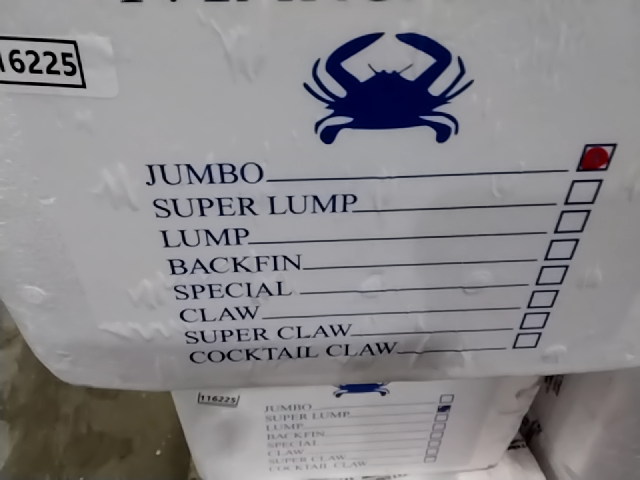 16225
JUMBO
SUPER LUMP
LUMP
BACKFIN
SPECIAL
CLAW
SUPER CLAW
COCKTAIL CLAW
116225
JUMBO
SUPER LUMP
LUMP
BACKFIN
SPECIAL
CLAW
SUPER CLAW
COCKTAIL CLAW